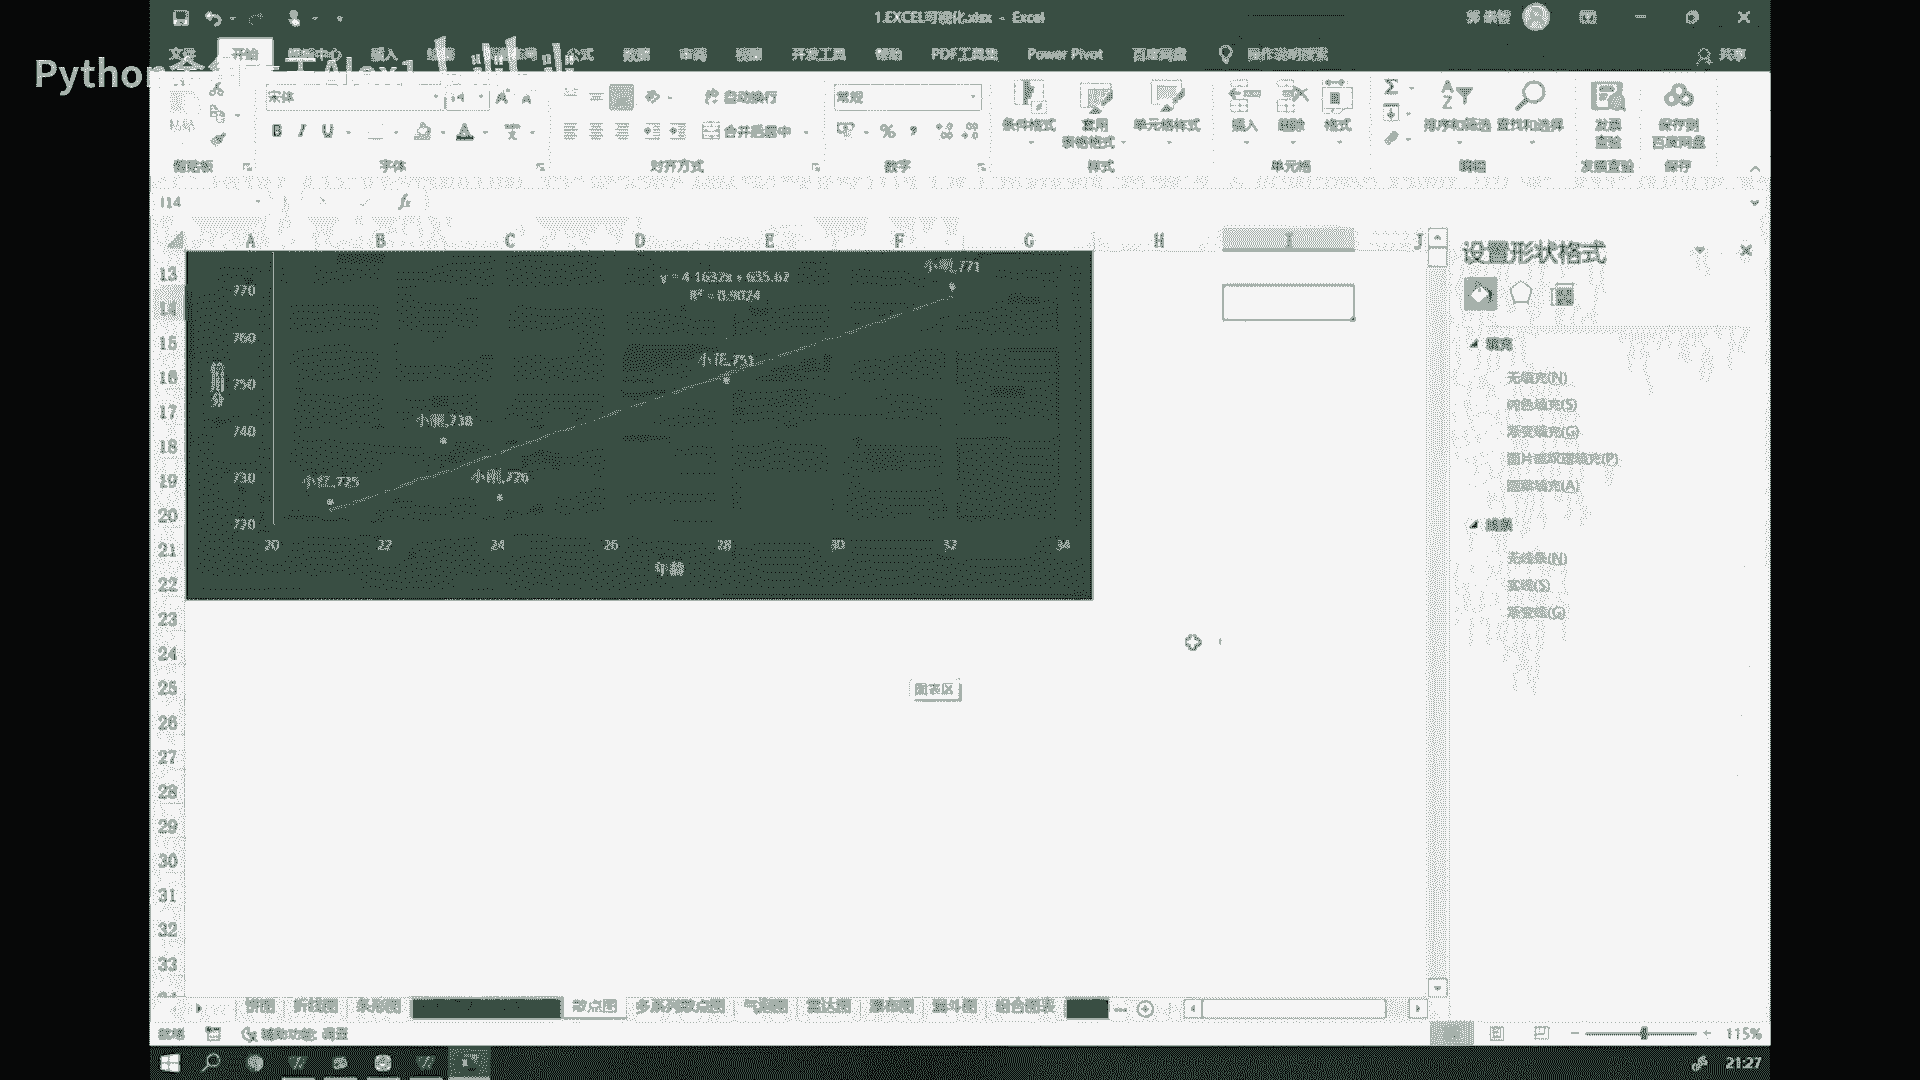 1.EXCEL可视化.xlsx - Excel
文件 开始 插入 公式 数据 审阅 视图 开发工具 帮助 PDF工具集 Power Pivot 百度网盘 操作说明搜索 共享
Python
宋体 14 自动换行 常规
粘贴 B I U 合并后居中 % 条件格式 套用 表格格式 单元格样式 插入 删除 格式 排序和筛选 查找和选择 发票 查验 保存到 百度网盘
剪贴板 字体 对齐方式 数字 样式 单元格 编辑 发票查验 保存
I14 fx
A B C D E F G H I J
设置形状格式
13
14
15
16
17
18
19
20
21
22
23
24
25
26
27
28
29
30
31
32
33
y = 4.1632x + 635.67
R² = 0.9024
770
760
750
740
730
720
小刚,771
小花,751
小熊,738
小红,725
小刚,726
20 22 24 26 28 30 32 34
年龄
图表区
填充
无填充(N)
纯色填充(S)
渐变填充(G)
图片或纹理填充(P)
图案填充(A)
线条
无线条(N)
实线(S)
渐变线(G)
饼图 折线图 条形图 散点图 多系列散点图 气泡图 雷达图 瀑布图 漏斗图 组合图表
就绪 辅助功能: 调查 115%
21:27